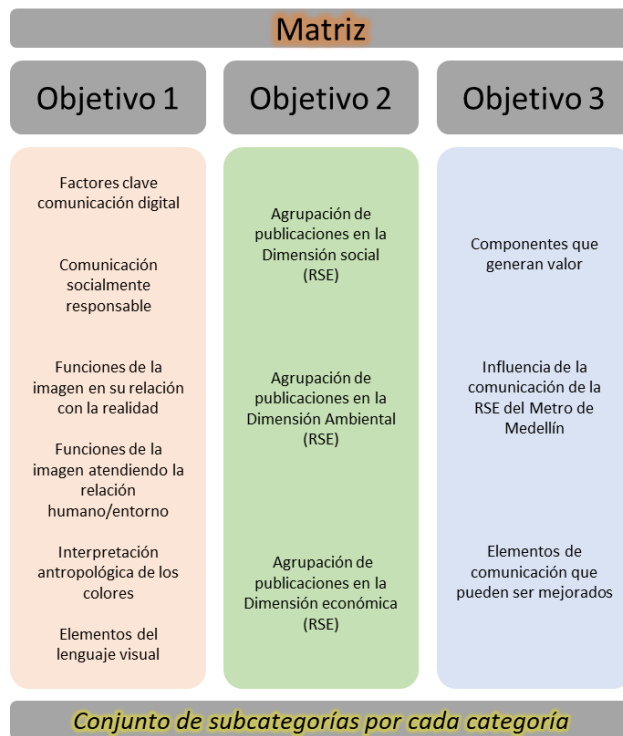 Matriz
Objetivo 1
Factores clave
comunicación digital
Comunicación
socialmente
responsable
Funciones de la
imagen en su relación
con la realidad
Funciones de la
imagen atendiendo la
relación
humano/entorno
Interpretación
antropológica de los
colores
Elementos del
lenguaje visual
Objetivo 2
Agrupación de
publicaciones en la
Dimensión social
(RSE)
Agrupación de
publicaciones en la
Dimensión Ambiental
(RSE)
Agrupación de
publicaciones en la
Dimensión económica
(RSE)
Objetivo 3
Componentes que
generan valor
Influencia de la
comunicación de la
RSE del Metro de
Medellín
Elementos de
comunicación que
pueden ser mejorados
Conjunto de subcategorías por cada categoría